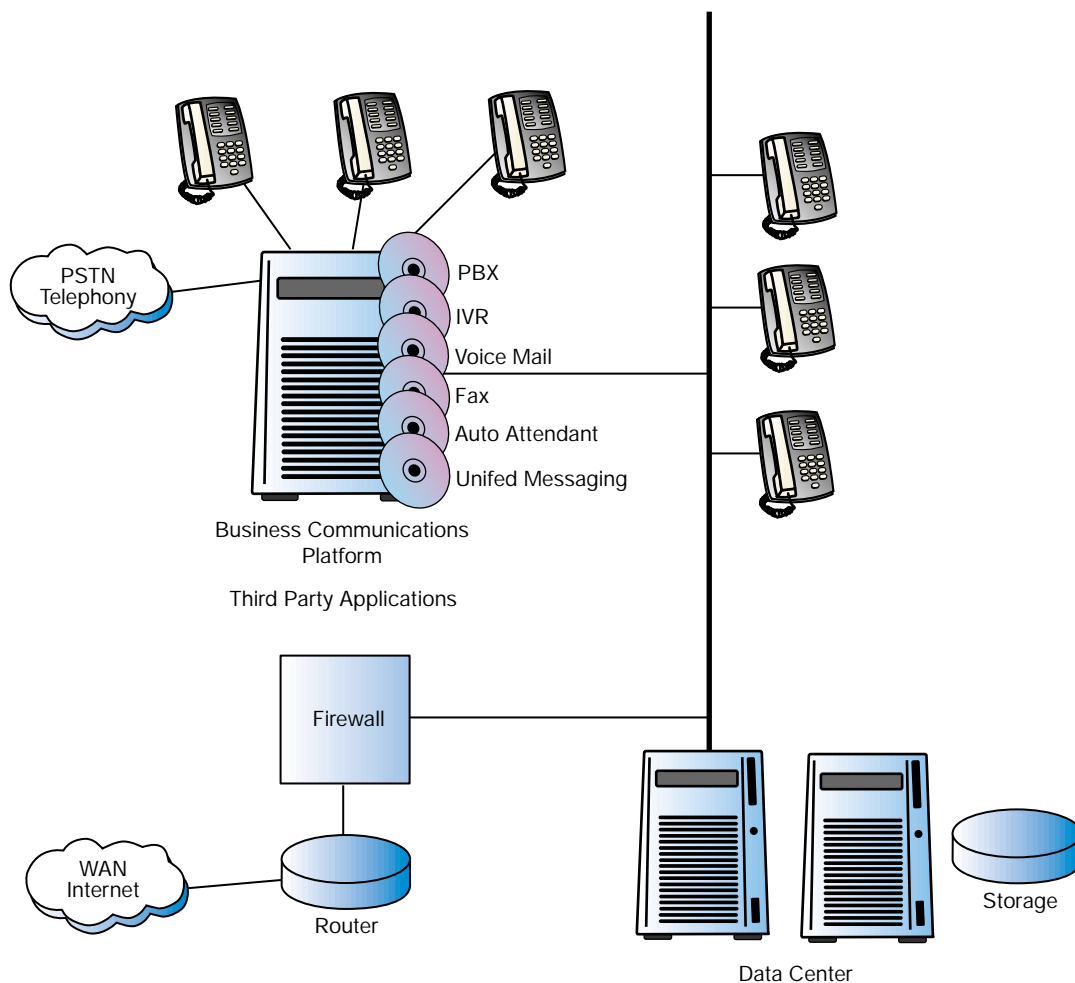 PSTN
Telephony
PBX
IVR
Voice Mail
Fax
Auto Attendant
Unifed Messaging
Business Communications
Platform
Third Party Applications
Firewall
WAN
Internet
Router
Storage
Data Center